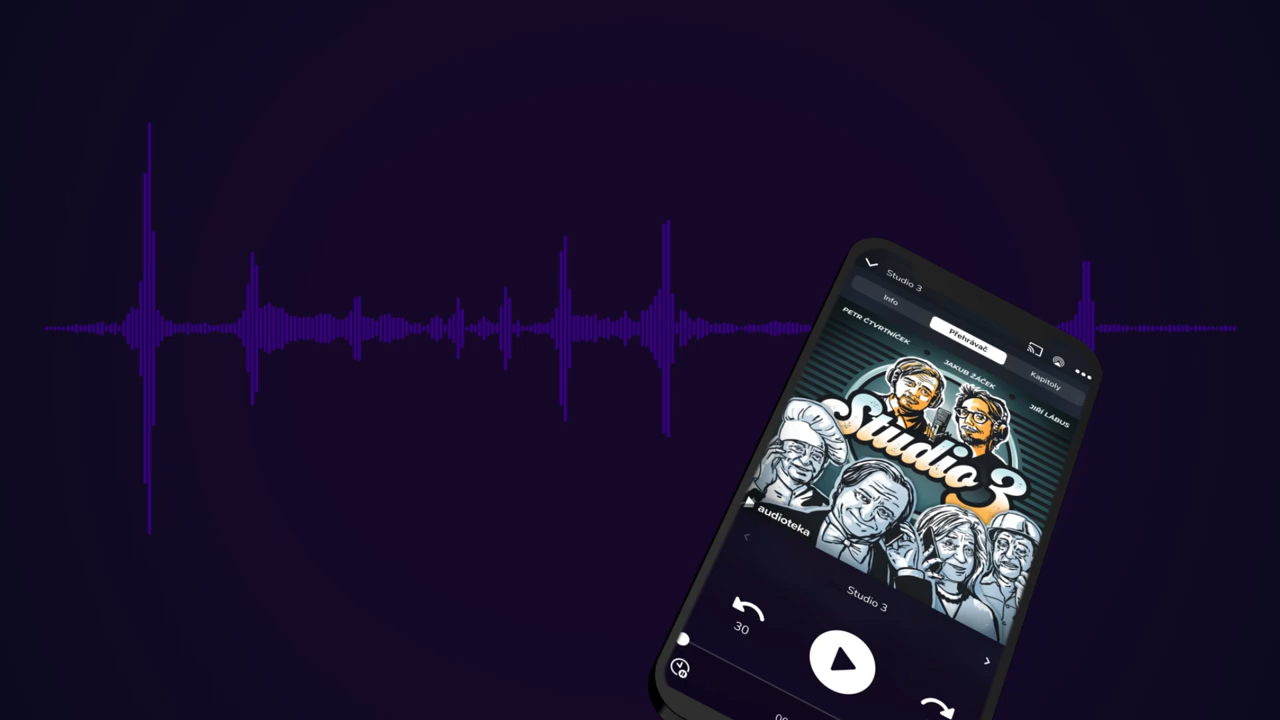 Studio 3
Info
Přehrávač
Kapitoly
PETR ČTVRTNÍČEK
JAKUB ŽÁČEK
JIŘÍ LÁBUS
Studio 3
audioteka
Studio 3
30